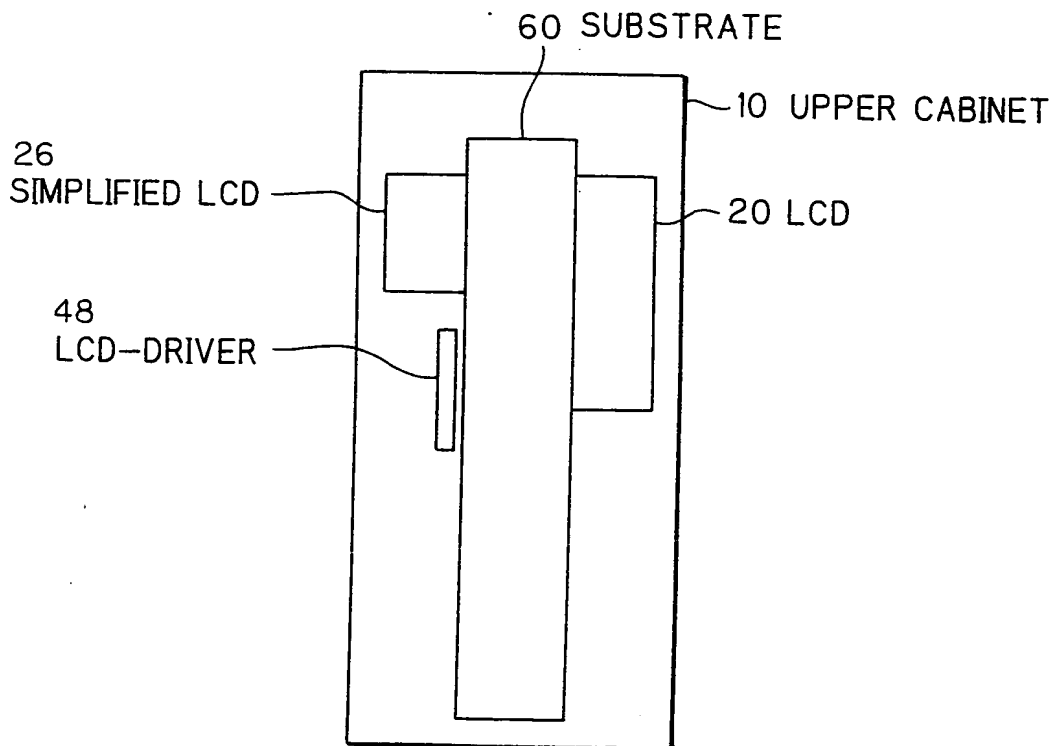 60 SUBSTRATE
10 UPPER CABINET
26
SIMPLIFIED LCD
20 LCD
48
LCD-DRIVER